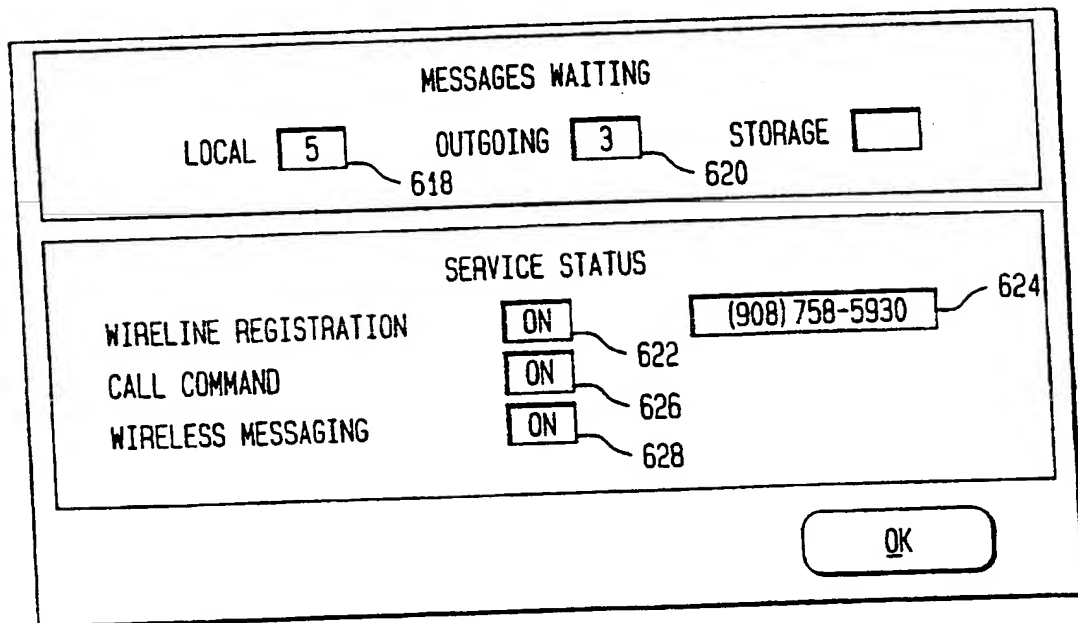 MESSAGES WAITING
LOCAL 5 OUTGOING 3 STORAGE
618 620
SERVICE STATUS
WIRELINE REGISTRATION ON (908) 758-5930 624
622
CALL COMMAND ON
626
WIRELESS MESSAGING ON
628
OK